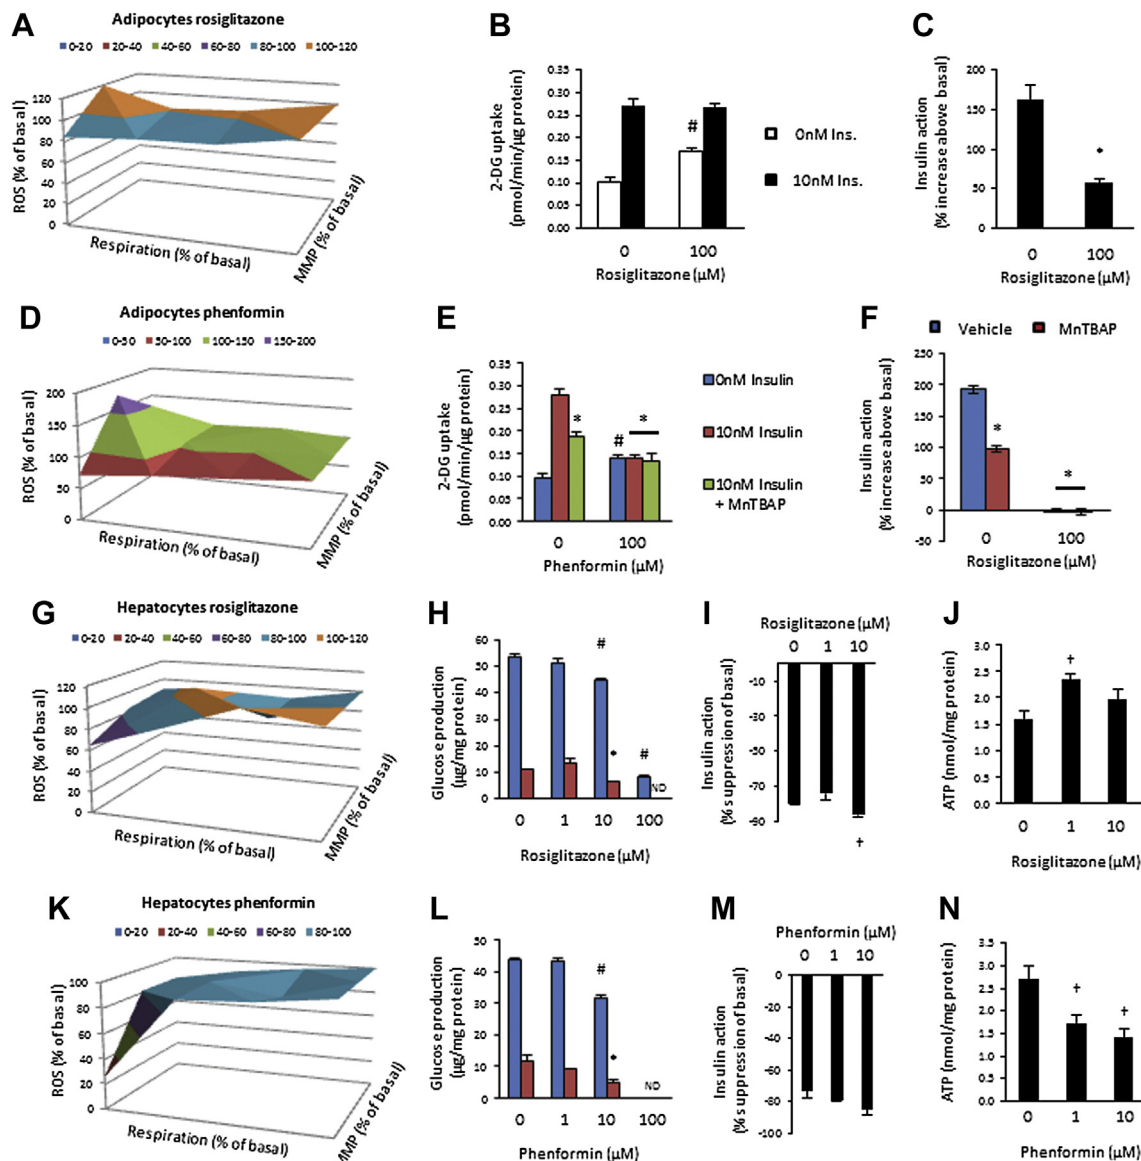 A
Adipocytes rosiglitazone
0-20 20-40 40-60 60-80 80-100 100-120
ROS (% of basal)
120
100
80
60
40
20
0
Respiration (% of basal)
MMP (% of basal)
B
2-DG uptake
(pmol/min/µg protein)
0.35
0.30
0.25
0.20
0.15
0.10
0.05
0.00
#
0nM Ins.
10nM Ins.
0 100
Rosiglitazone (µM)
C
Insulin action
(% increase above basal)
200
150
100
50
0
*
0 100
Rosiglitazone (µM)
D
Adipocytes phenformin
0-50 50-100 100-150 150-200
ROS (% of basal)
200
150
100
50
0
Respiration (% of basal)
MMP (% of basal)
E
2-DG uptake
(pmol/min/µg protein)
0.35
0.30
0.25
0.20
0.15
0.10
0.05
0.00
* # *
0nM Insulin
10nM Insulin
10nM Insulin
+ MnTBAP
0 100
Phenformin (µM)
F
Vehicle MnTBAP
Insulin action
(% increase above basal)
250
200
150
100
50
0
-50
* *
0 100
Rosiglitazone (µM)
G
Hepatocytes rosiglitazone
0-20 20-40 40-60 60-80 80-100 100-120
ROS (% of basal)
120
100
80
60
40
20
0
Respiration (% of basal)
MMP (% of basal)
H
Glucose production
(µg/mg protein)
60
50
40
30
20
10
0
# * # ND
0 1 10 100
Rosiglitazone (µM)
I
Rosiglitazone (µM)
0 1 10
Insulin action
(% suppression of basal)
-10
-30
-50
-70
-90
†
J
ATP (nmol/mg protein)
3.0
2.5
2.0
1.5
1.0
0.5
0.0
†
0 1 10
Rosiglitazone (µM)
K
Hepatocytes phenformin
0-20 20-40 40-60 60-80 80-100
ROS (% of basal)
100
80
60
40
20
0
Respiration (% of basal)
MMP (% of basal)
L
Glucose production
(µg/mg protein)
50
40
30
20
10
0
# * ND
0 1 10 100
Phenformin (µM)
M
Phenformin (µM)
0 1 10
Insulin action
(% suppression of basal)
0
-20
-40
-60
-80
-100
N
ATP (nmol/mg protein)
3.5
3.0
2.5
2.0
1.5
1.0
0.5
0.0
† †
0 1 10
Phenformin (µM)